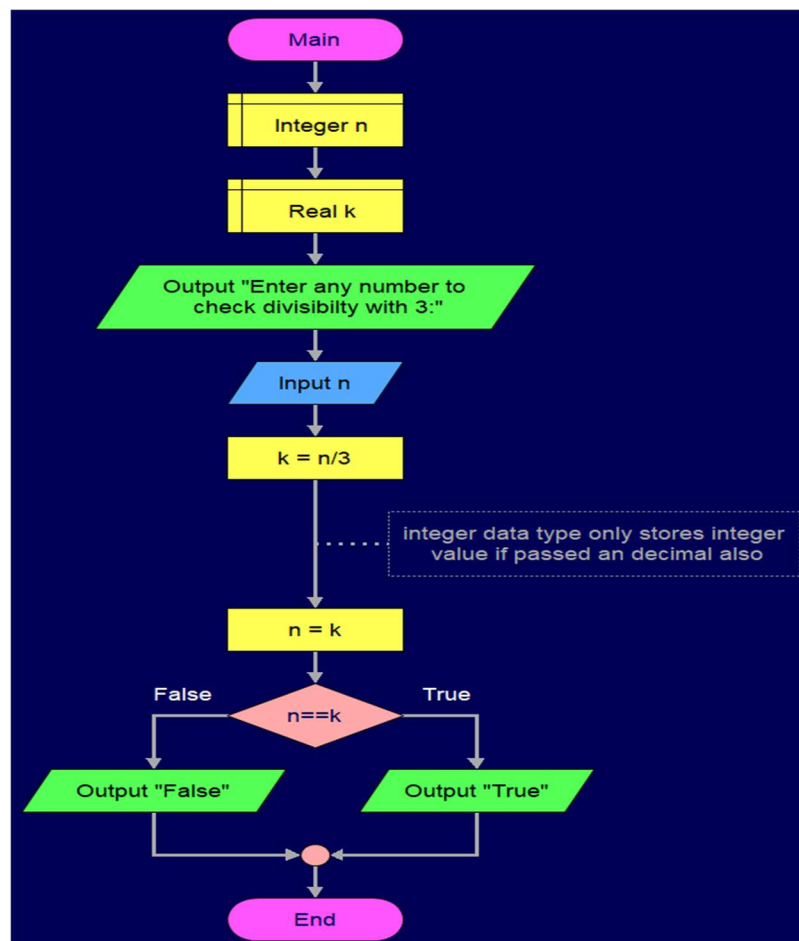 Main
Integer n
Real k
Output "Enter any number to
check divisibilty with 3:"
Input n
k = n/3
integer data type only stores integer
value if passed an decimal also
n = k
False
True
n==k
Output "False"
Output "True"
End